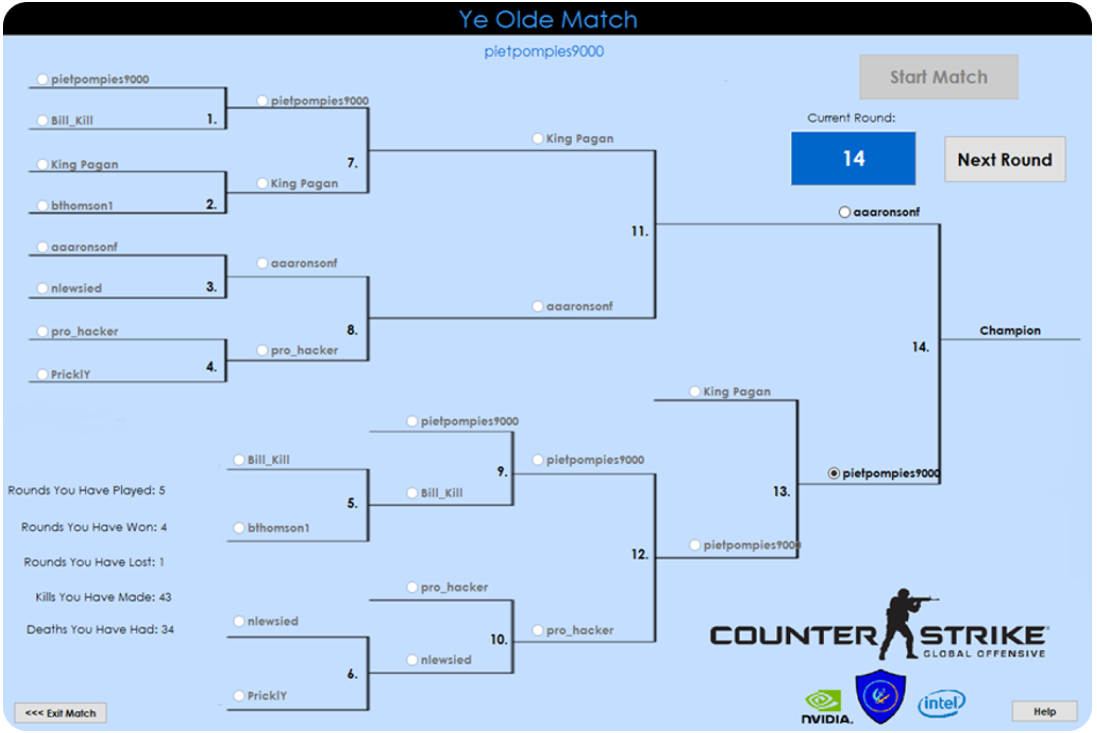 Ye Olde Match
pietpompies9000
Start Match
Current Round:
14
Next Round
pietpompies9000
Bill_Kill
1.
King Pagan
bthomson1
2.
aaaronsonf
nlewsied
3.
pro_hacker
PricklY
4.
pietpompies9000
King Pagan
7.
aaaronsonf
pro_hacker
8.
King Pagan
aaaronsonf
11.
aaaronsonf
pietpompies9000
14.
Champion
King Pagan
pietpompies9000
13.
pietpompies9000
Bill_Kill
9.
pietpompies9000
pro_hacker
12.
Bill_Kill
bthomson1
5.
pro_hacker
nlewsied
10.
nlewsied
PricklY
6.
Rounds You Have Played: 5
Rounds You Have Won: 4
Rounds You Have Lost: 1
Kills You Have Made: 43
Deaths You Have Had: 34
<<< Exit Match
COUNTER STRIKE
GLOBAL OFFENSIVE
NVIDIA.
intel
Help